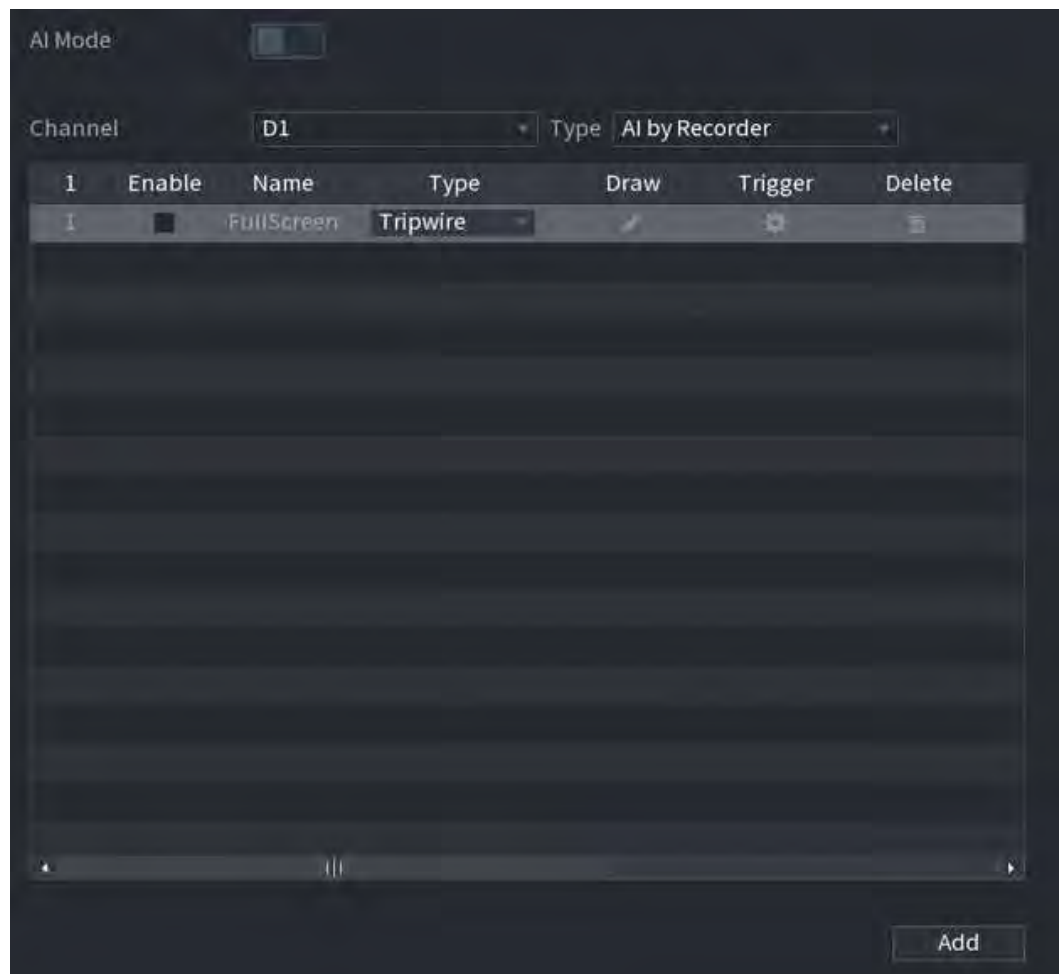 AI Mode
Channel D1 Type AI by Recorder
1 Enable Name Type Draw Trigger Delete
1 FullScreen Tripwire
Add